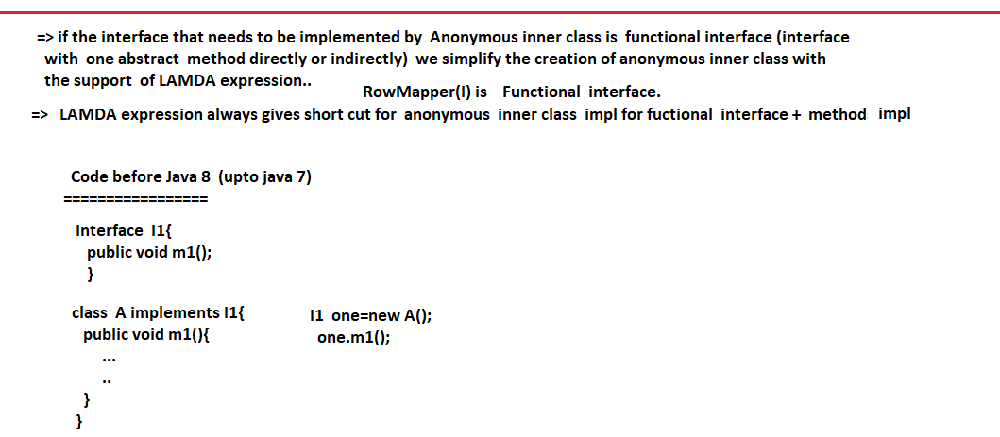 => if the interface that needs to be implemented by Anonymous inner class is functional interface (interface
with one abstract method directly or indirectly) we simplify the creation of anonymous inner class with
the support of LAMDA expression..
RowMapper(I) is Functional interface.
=> LAMDA expression always gives short cut for anonymous inner class impl for fuctional interface + method impl
Code before Java 8 (upto java 7)
=================
Interface I1{
public void m1();
}
class A implements I1{ I1 one=new A();
public void m1(){ one.m1();
...
..
}
}